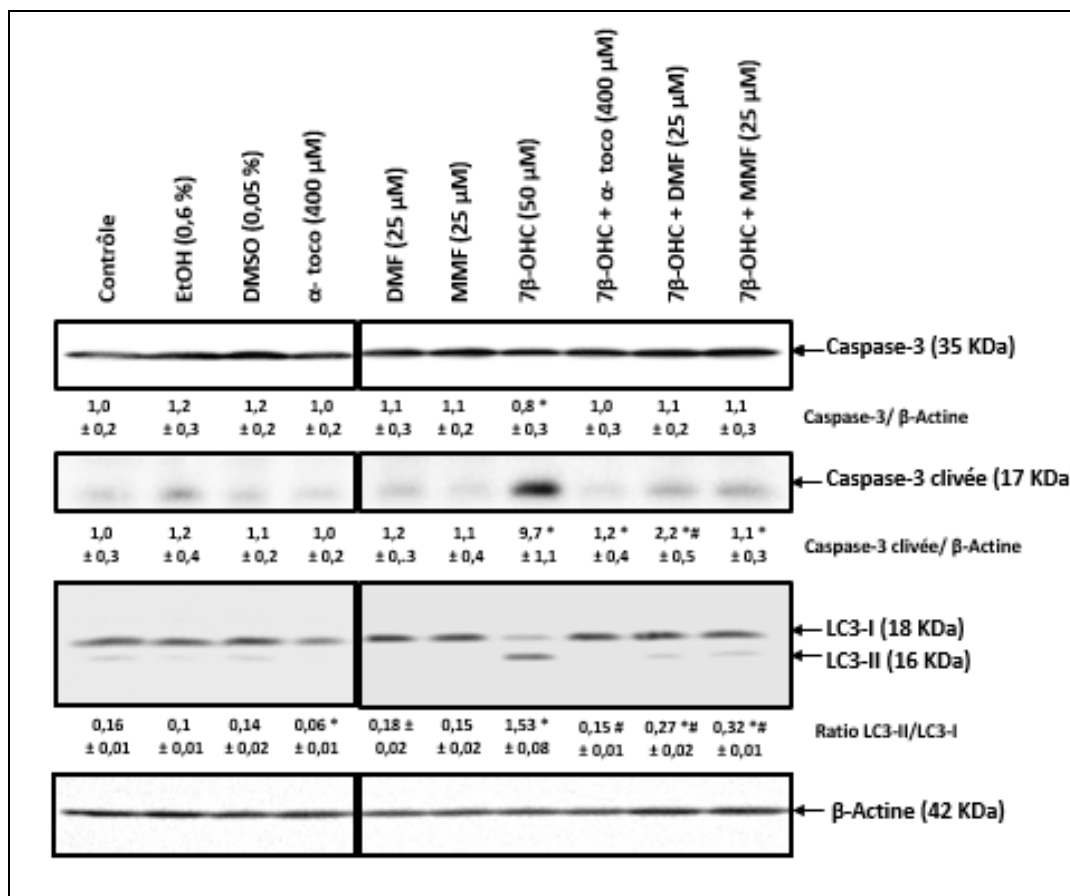 Contrôle
EtOH (0,6 %)
DMSO (0,05 %)
α- toco (400 µM)
DMF (25 µM)
MMF (25 µM)
7β-OHC (50 µM)
7β-OHC + α- toco (400 µM)
7β-OHC + DMF (25 µM)
7β-OHC + MMF (25 µM)
Caspase-3 (35 KDa)
1,0 1,2 1,2 1,0 1,1 1,1 0,8 * 1,0 1,1 1,1
± 0,2 ± 0,3 ± 0,2 ± 0,2 ± 0,3 ± 0,2 ± 0,3 ± 0,3 ± 0,2 ± 0,3
Caspase-3/ β-Actine
Caspase-3 clivée (17 KDa
1,0 1,2 1,1 1,0 1,2 1,1 9,7 * 1,2 * 2,2 *# 1,1 *
± 0,3 ± 0,4 ± 0,2 ± 0,2 ± 0,.3 ± 0,4 ± 1,1 ± 0,4 ± 0,5 ± 0,3
Caspase-3 clivée/ β-Actine
LC3-I (18 KDa)
LC3-II (16 KDa)
0,16 0,1 0,14 0,06 * 0,18 ± 0,15 1,53 * 0,15 # 0,27 *# 0,32 *#
± 0,01 ± 0,01 ± 0,02 ± 0,01 0,02 ± 0,02 ± 0,08 ± 0,01 ± 0,02 ± 0,01
Ratio LC3-II/LC3-I
β-Actine (42 KDa)